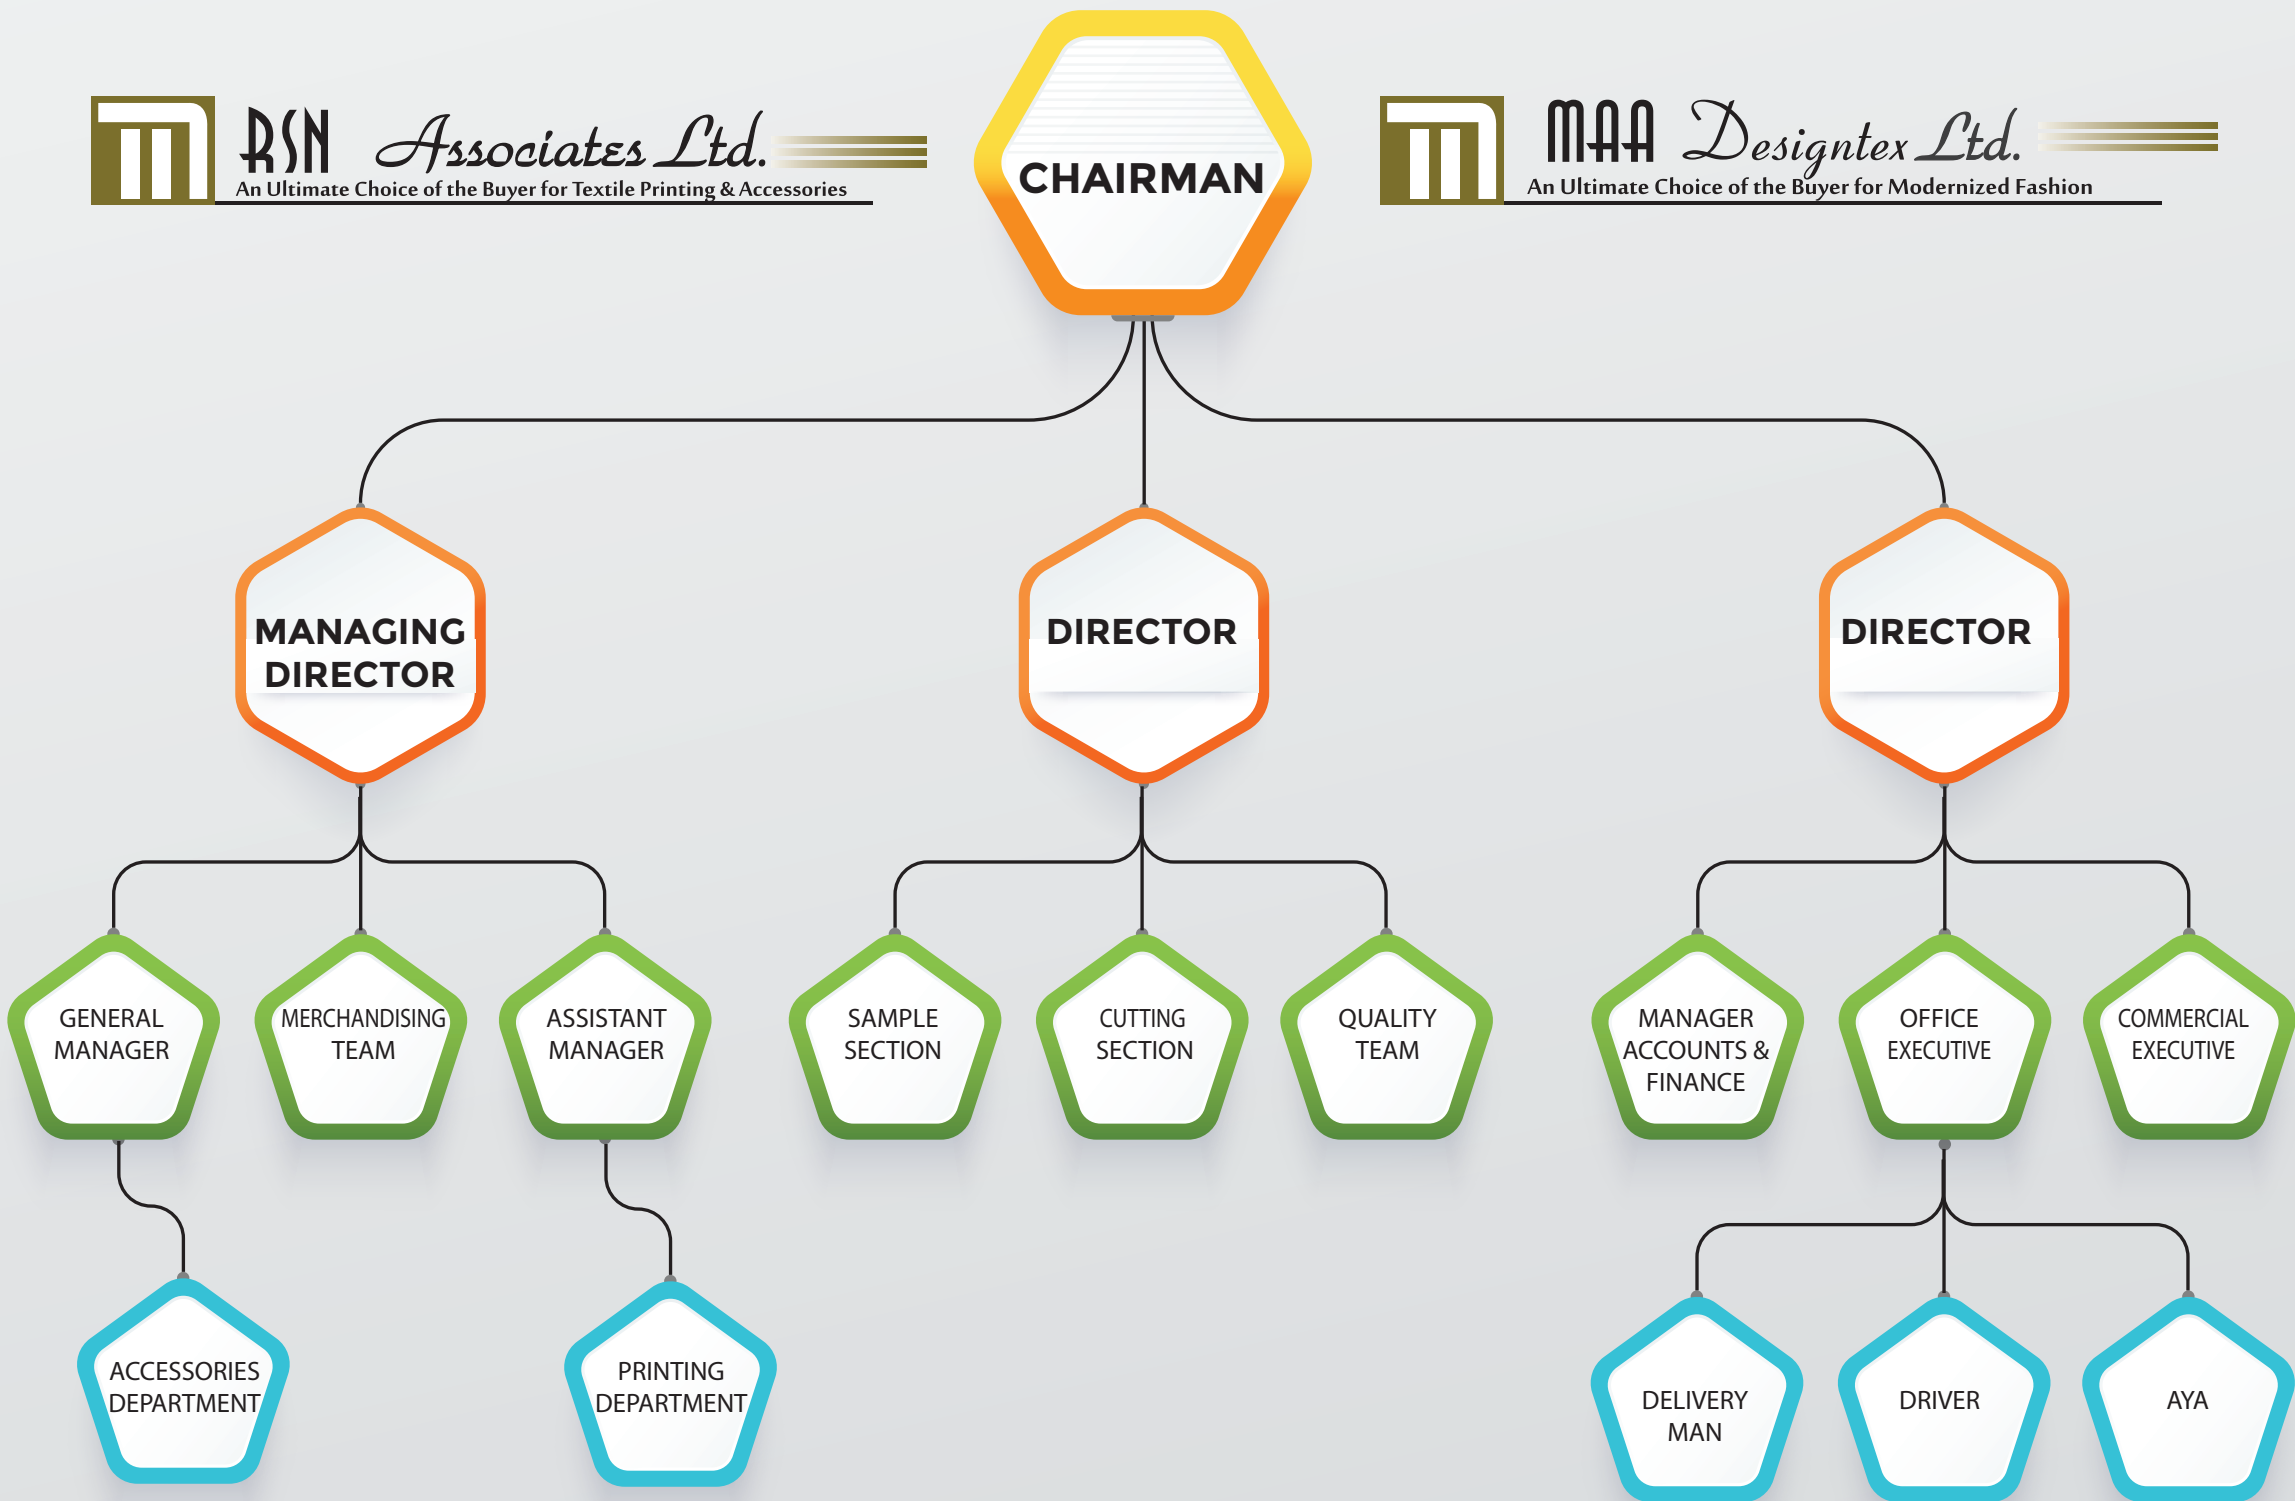 RSN Associates Ltd.
An Ultimate Choice of the Buyer for Textile Printing & Accessories
CHAIRMAN
MAA Designtex Ltd.
An Ultimate Choice of the Buyer for Modernized Fashion
MANAGING
DIRECTOR
DIRECTOR
DIRECTOR
GENERAL
MANAGER
MERCHANDISING
TEAM
ASSISTANT
MANAGER
SAMPLE
SECTION
CUTTING
SECTION
QUALITY
TEAM
MANAGER
ACCOUNTS &
FINANCE
OFFICE
EXECUTIVE
COMMERCIAL
EXECUTIVE
ACCESSORIES
DEPARTMENT
PRINTING
DEPARTMENT
DELIVERY
MAN
DRIVER
AYA